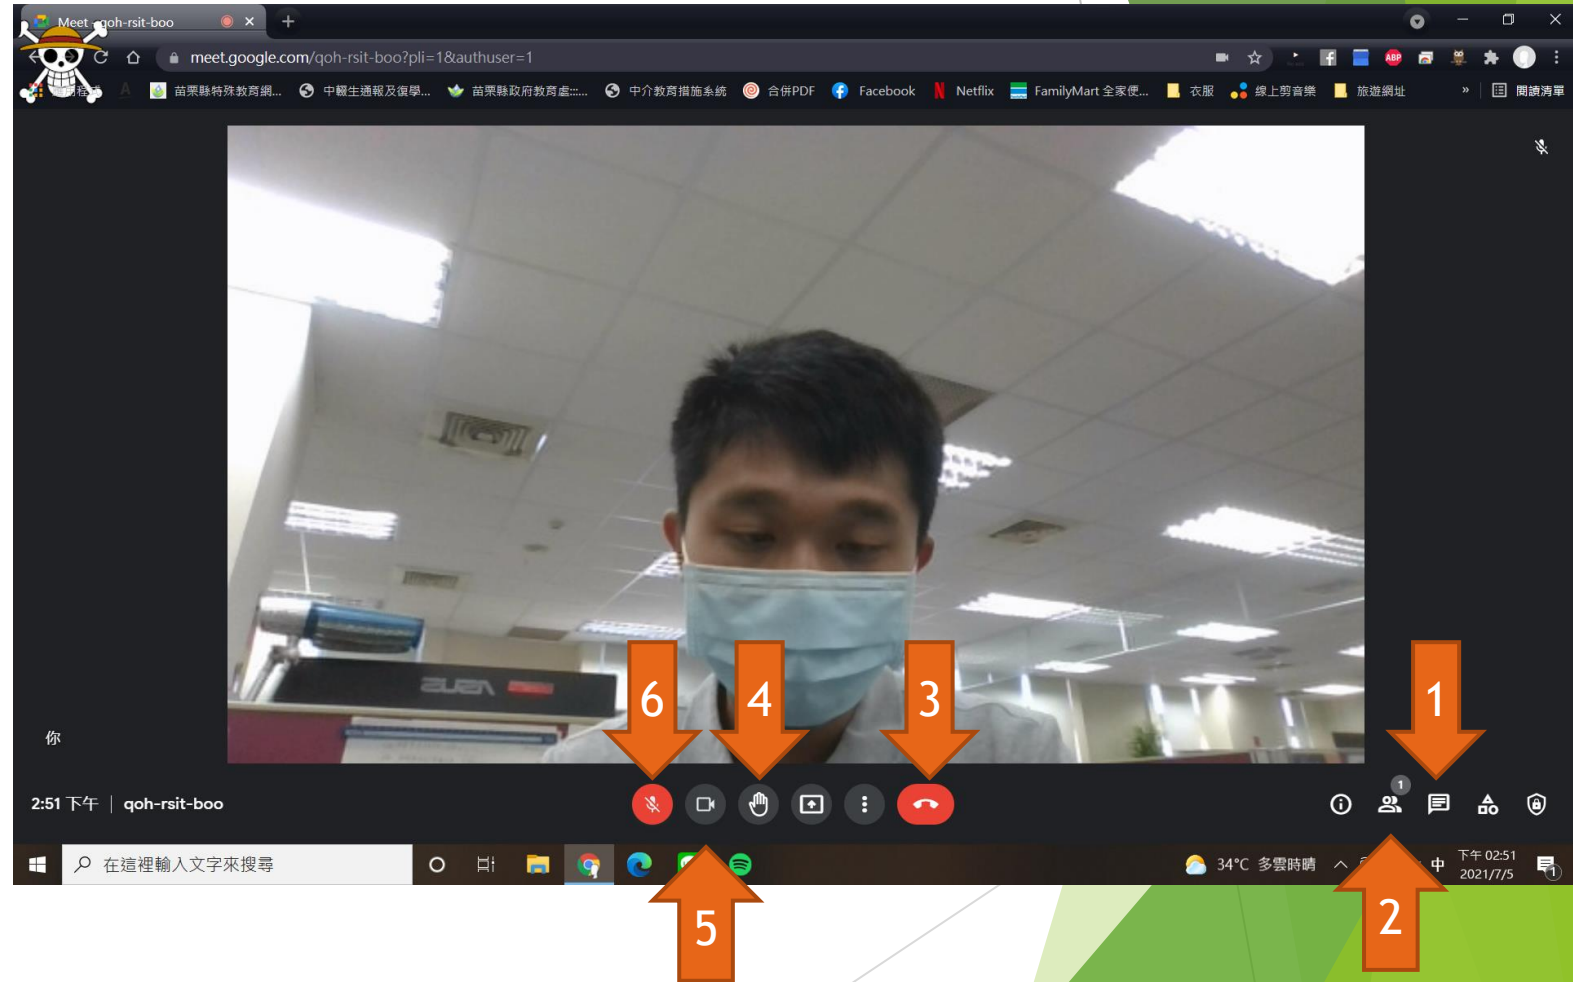 Meet - qoh-rsit-boo
meet.google.com/qoh-rsit-boo?pli=1&authuser=1
ABP
苗栗縣特殊教育網... 中輟生通報及復學... 苗栗縣政府教育處::... 中介教育措施系統 合併PDF Facebook Netflix FamilyMart 全家便... 衣服 線上剪音樂 旅遊網址 » 閱讀清單
ASUS
6 4 3 1
你
2:51 下午 | qoh-rsit-boo
1
在這裡輸入文字來搜尋
34°C 多雲時晴
中
下午 02:51
2021/7/5
1
5
2